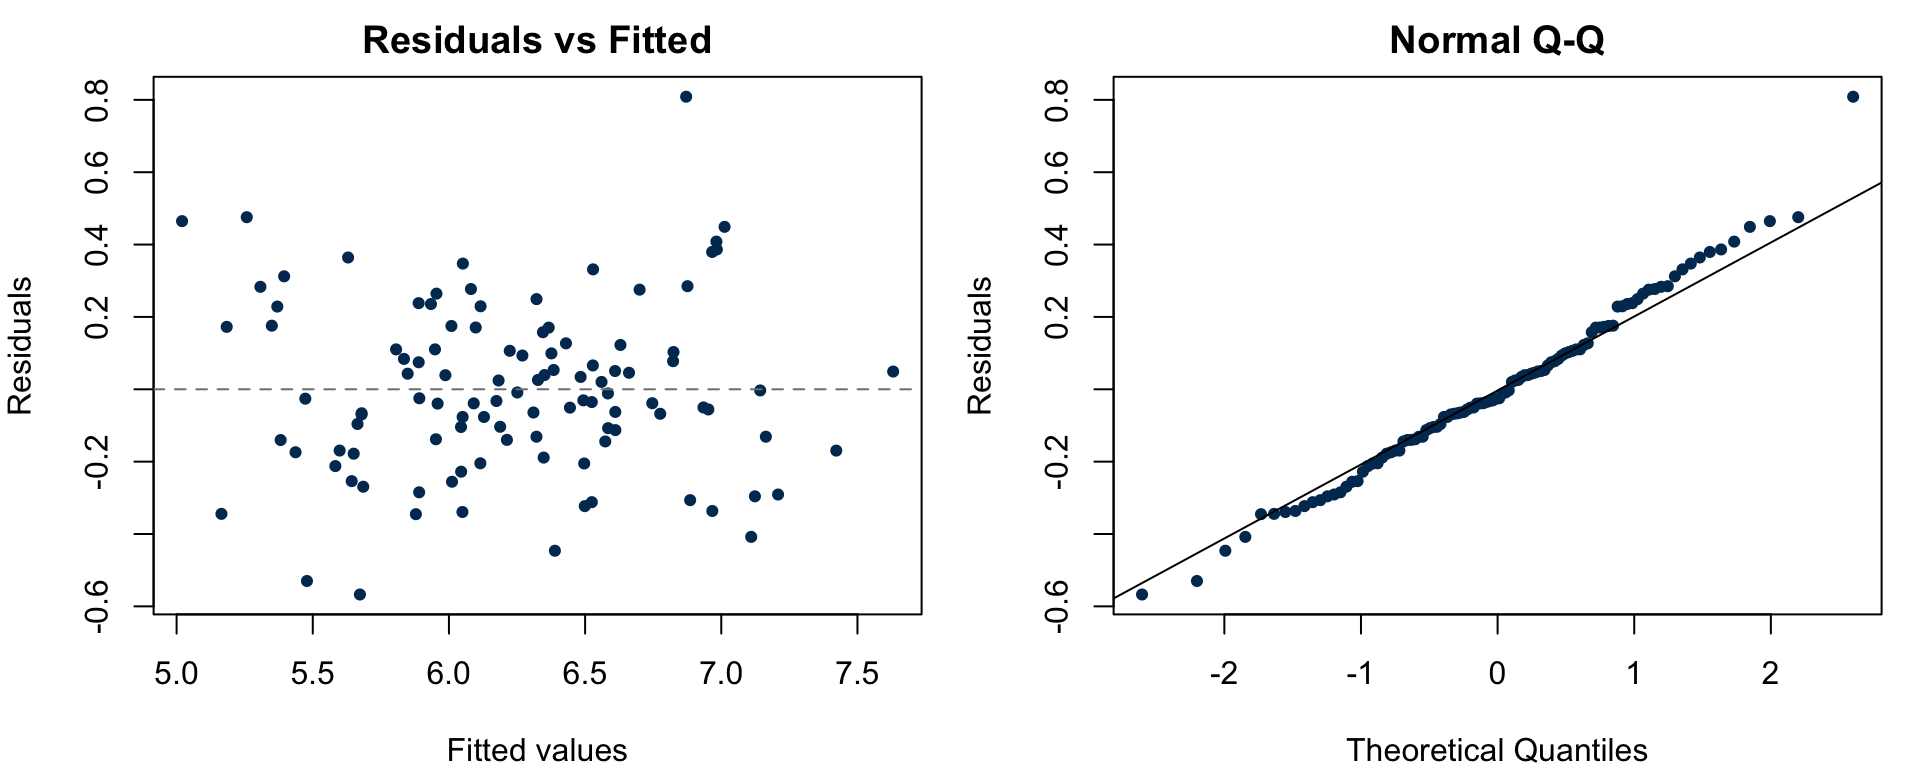 Residuals vs Fitted
Residuals
0.8
0.6
0.4
0.2
-0.2
-0.6
5.0 5.5 6.0 6.5 7.0 7.5
Fitted values
Normal Q-Q
Residuals
0.8
0.6
0.4
0.2
-0.2
-0.6
-2 -1 0 1 2
Theoretical Quantiles